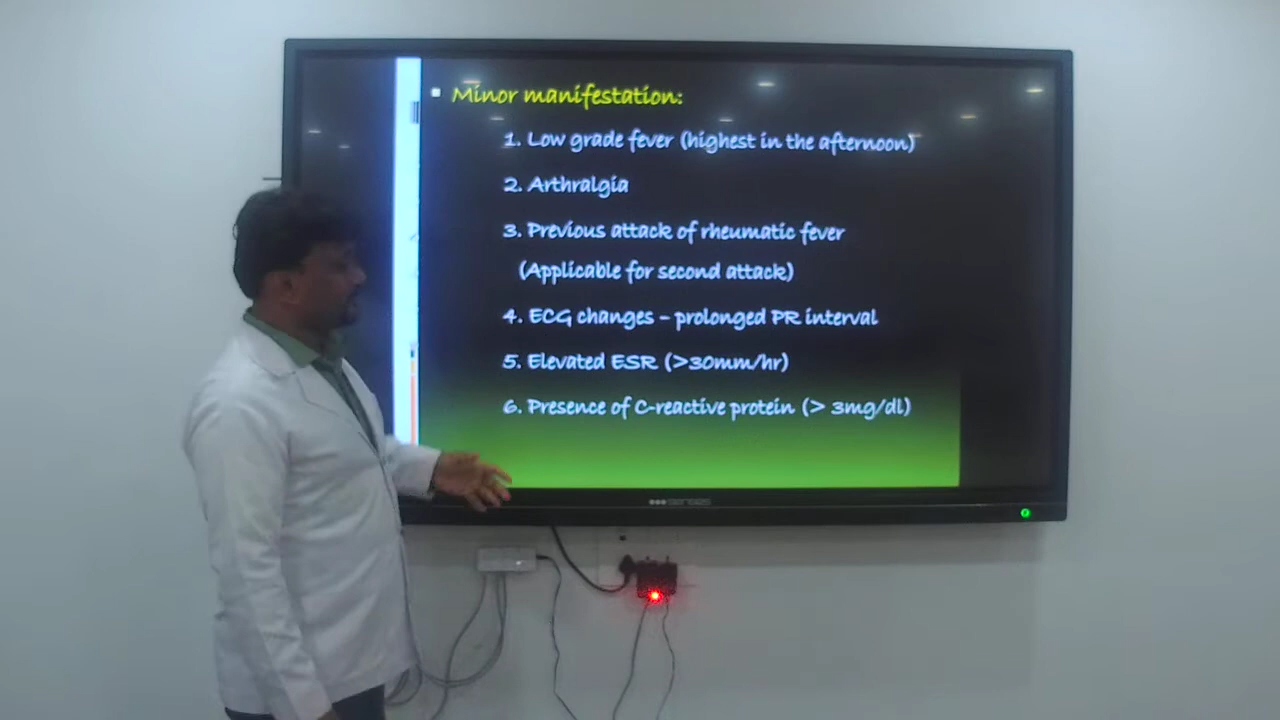 Minor manifestation:
1. Low grade fever (highest in the afternoon)
2. Arthralgia
3. Previous attack of rheumatic fever
(Applicable for second attack)
4. ECG changes - prolonged PR interval
5. Elevated ESR (>30mm/hr)
6. Presence of C-reactive protein (> 3mg/dl)